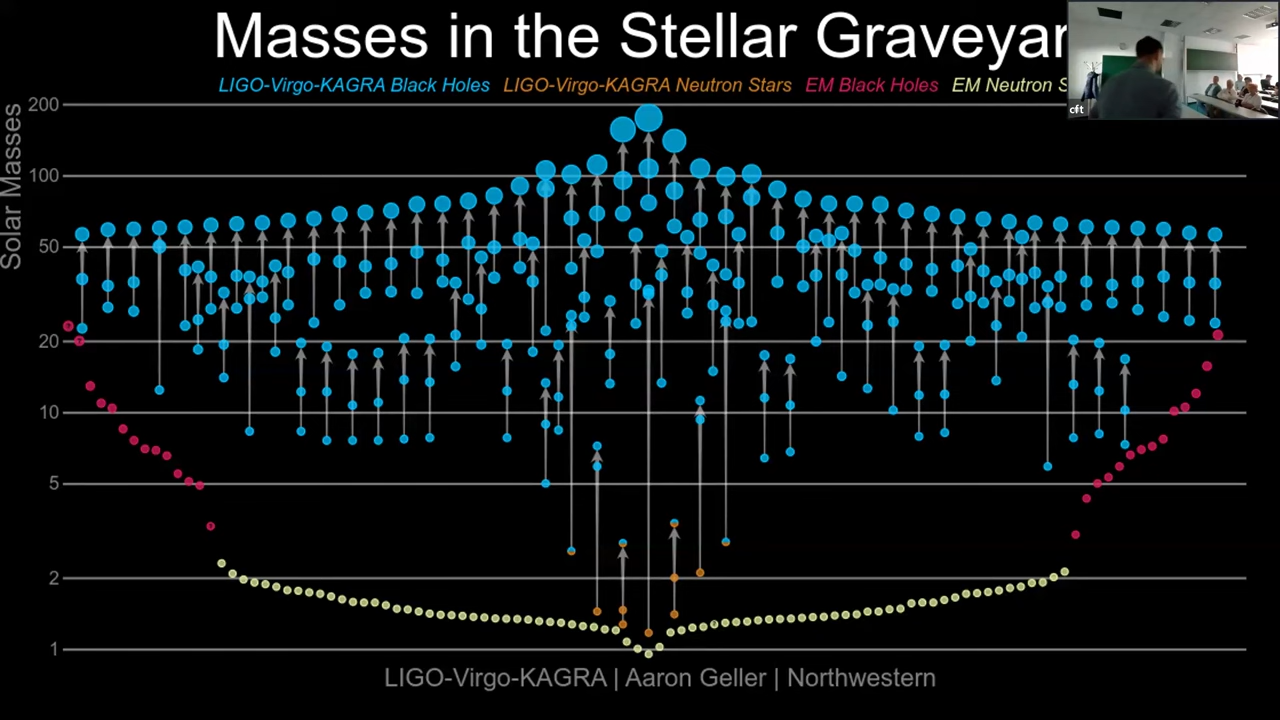 Masses in the Stellar Graveyar
LIGO-Virgo-KAGRA Black Holes LIGO-Virgo-KAGRA Neutron Stars EM Black Holes EM Neutron S
cft
Solar Masses
200
100
50
20
10
5
2
1
LIGO-Virgo-KAGRA | Aaron Geller | Northwestern